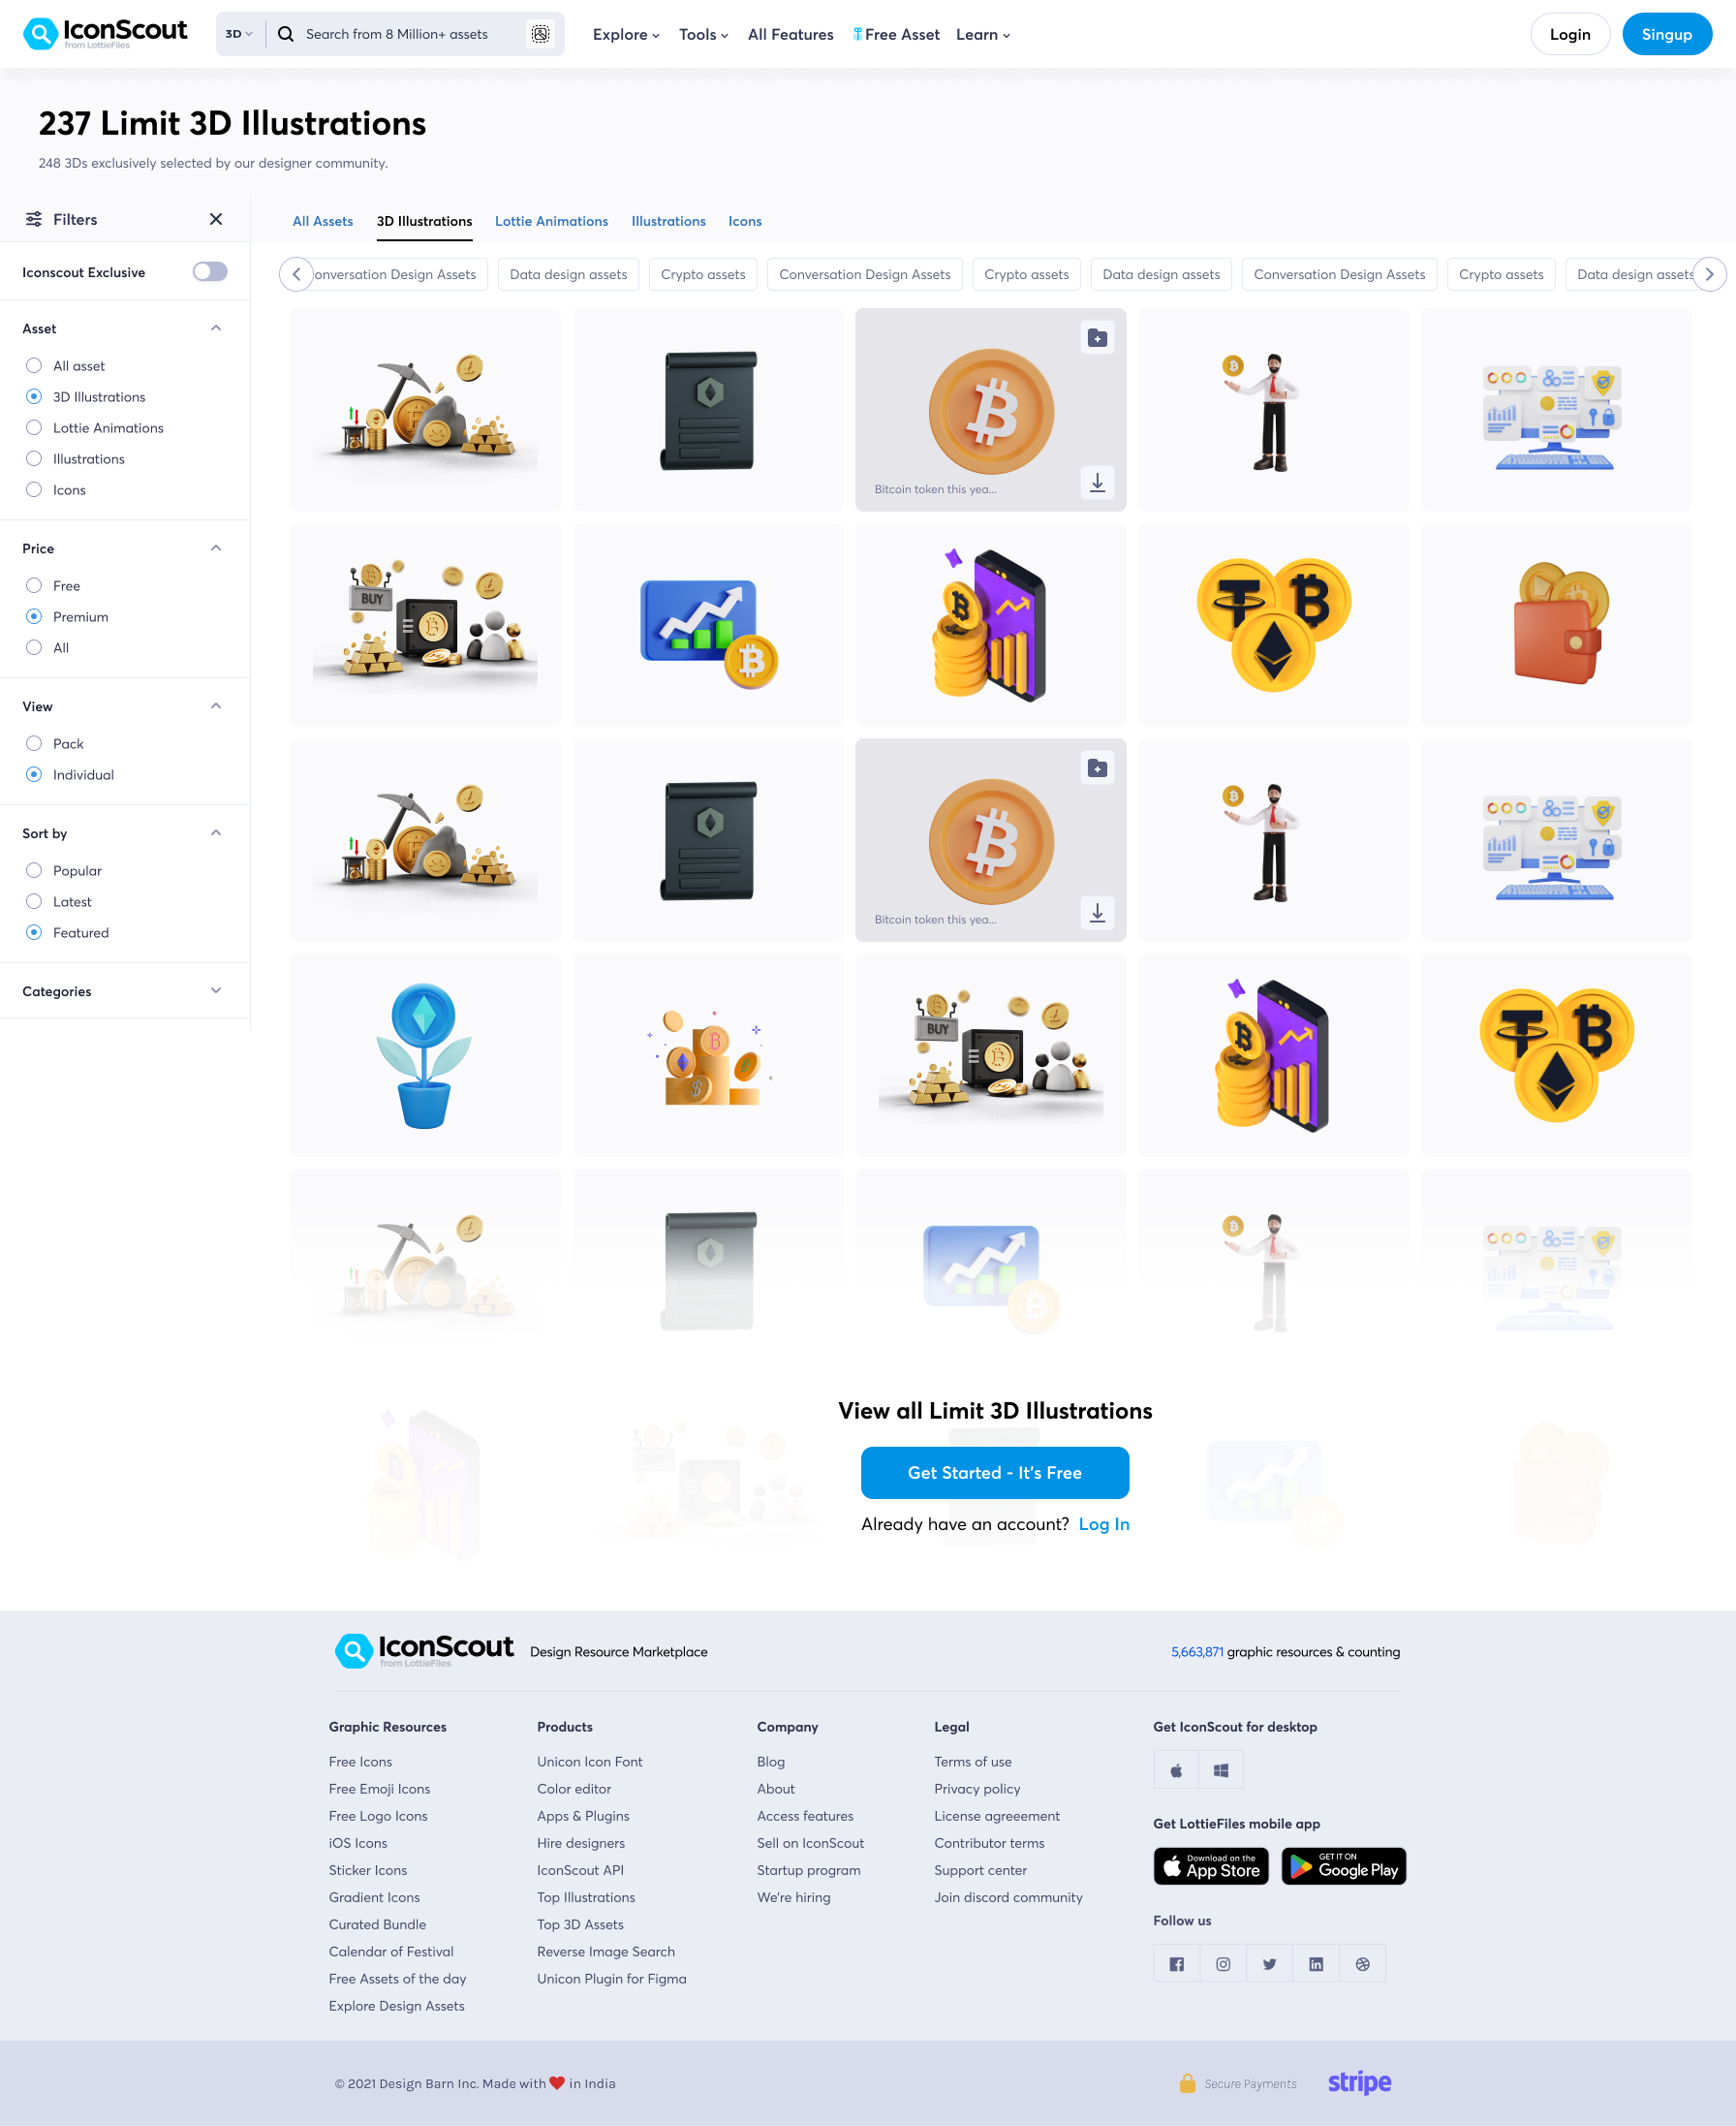 IconScout
from LottieFiles
3D
Search from 8 Million+ assets
Explore
Tools
All Features
Free Asset
Learn
Login
Singup
237 Limit 3D Illustrations
248 3Ds exclusively selected by our designer community.
Filters
Iconscout Exclusive
Asset
All asset
3D Illustrations
Lottie Animations
Illustrations
Icons
Price
Free
Premium
All
View
Pack
Individual
Sort by
Popular
Latest
Featured
Categories
All Assets
3D Illustrations
Lottie Animations
Illustrations
Icons
onversation Design Assets
Data design assets
Crypto assets
Conversation Design Assets
Crypto assets
Data design assets
Conversation Design Assets
Crypto assets
Data design assets
Bitcoin token this yea...
BUY
Bitcoin token this yea...
BUY
View all Limit 3D Illustrations
Get Started - It's Free
Already have an account? Log In
IconScout
from LottieFiles
Design Resource Marketplace
5,663,871 graphic resources & counting
Graphic Resources
Free Icons
Free Emoji Icons
Free Logo Icons
iOS Icons
Sticker Icons
Gradient Icons
Curated Bundle
Calendar of Festival
Free Assets of the day
Explore Design Assets
Products
Unicon Icon Font
Color editor
Apps & Plugins
Hire designers
IconScout API
Top Illustrations
Top 3D Assets
Reverse Image Search
Unicon Plugin for Figma
Company
Blog
About
Access features
Sell on IconScout
Startup program
We're hiring
Legal
Terms of use
Privacy policy
License agreeement
Contributor terms
Support center
Join discord community
Get IconScout for desktop
Get LottieFiles mobile app
Download on the
App Store
GET IT ON
Google Play
Follow us
© 2021 Design Barn Inc. Made with in India
Secure Payments
stripe